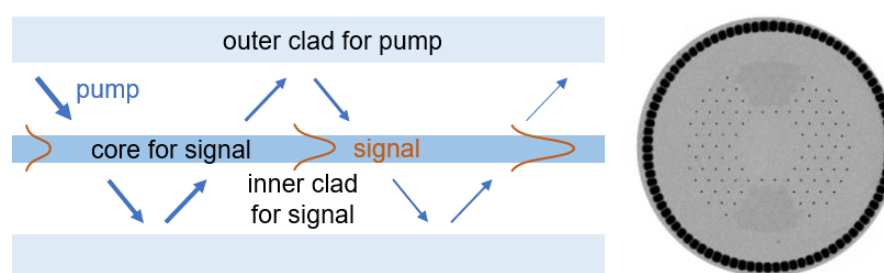 outer clad for pump
pump
core for signal
signal
inner clad
for signal